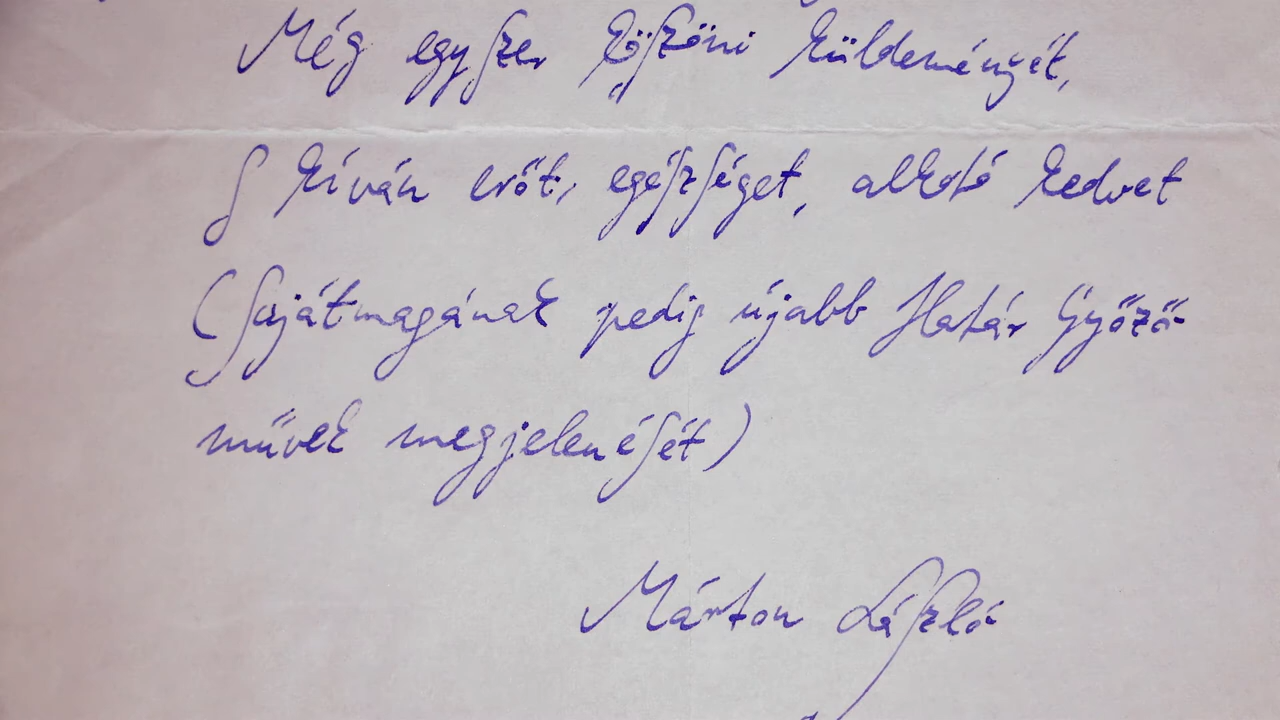 Még egyszer köszöni küldeményét,
s kíván erőt, egészséget, alkotó kedvet
(sajátmagának pedig újabb Határ Győző-
művek megjelenését)
Márton László